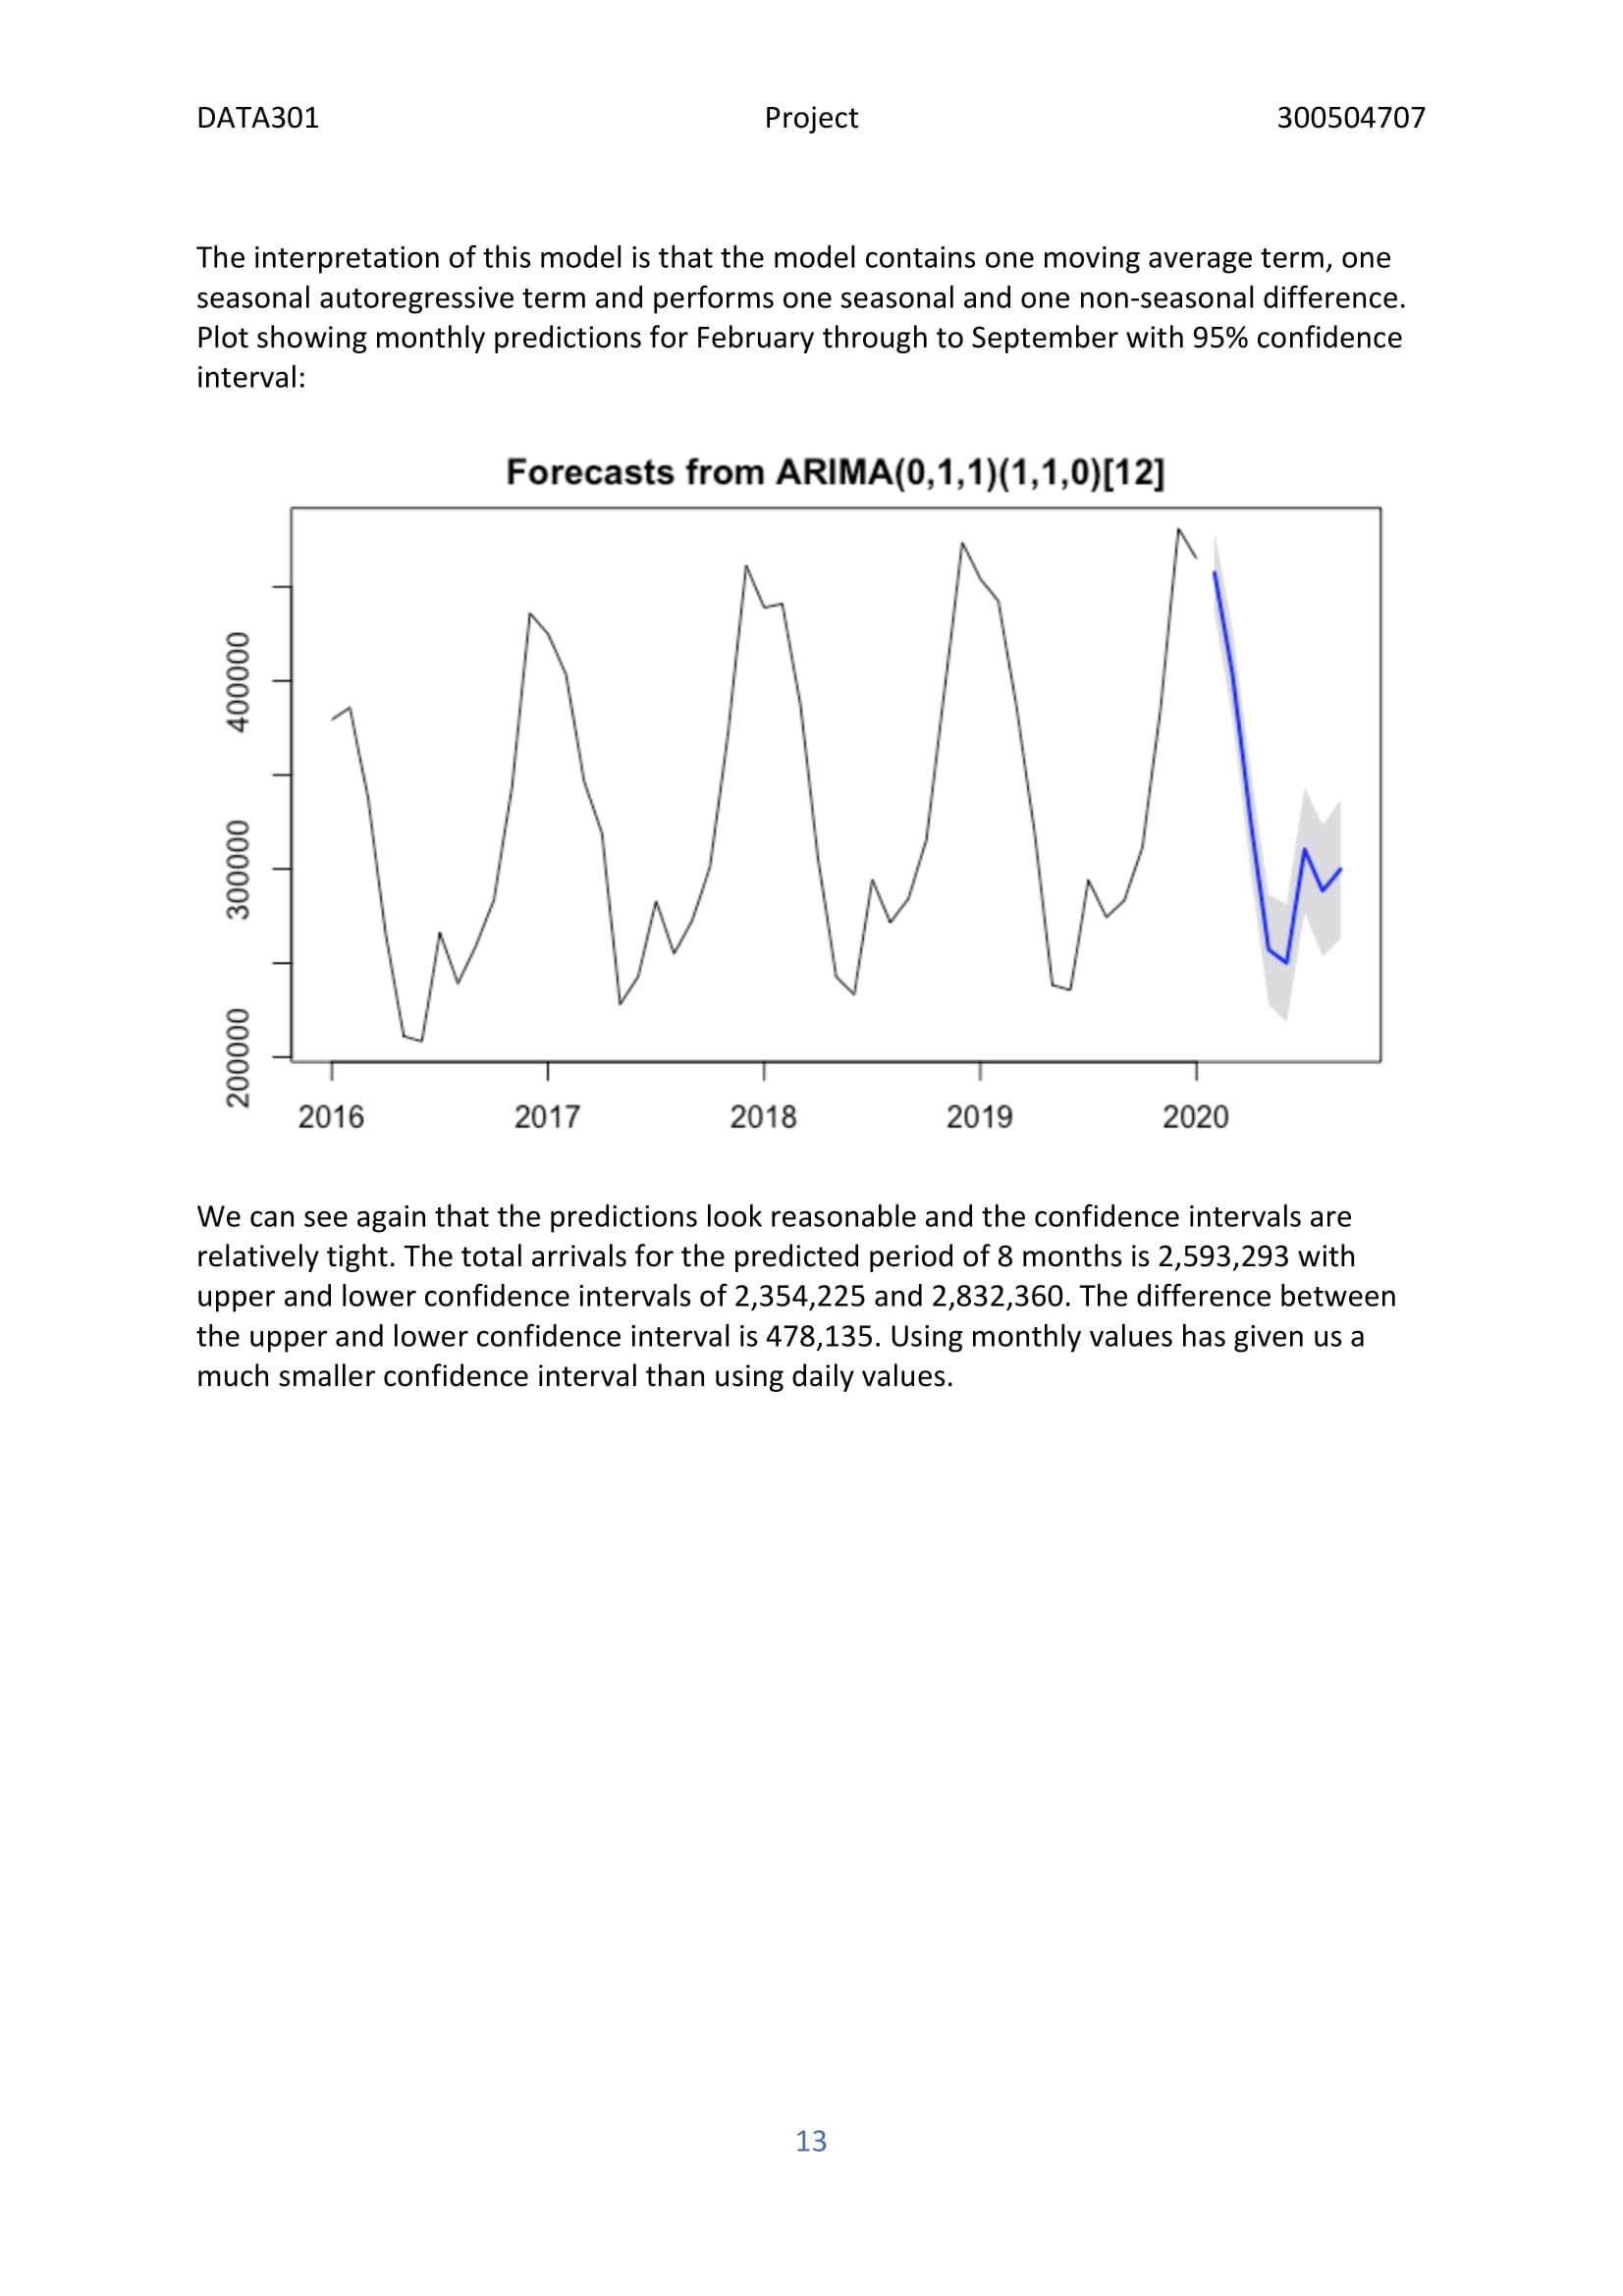 DATA301 Project 300504707
The interpretation of this model is that the model contains one moving average term, one
seasonal autoregressive term and performs one seasonal and one non-seasonal difference.
Plot showing monthly predictions for February through to September with 95% confidence
interval:
Forecasts from ARIMA(0,1,1)(1,1,0)[12]
400000
300000
200000
2016 2017 2018 2019 2020
We can see again that the predictions look reasonable and the confidence intervals are
relatively tight. The total arrivals for the predicted period of 8 months is 2,593,293 with
upper and lower confidence intervals of 2,354,225 and 2,832,360. The difference between
the upper and lower confidence interval is 478,135. Using monthly values has given us a
much smaller confidence interval than using daily values.
13